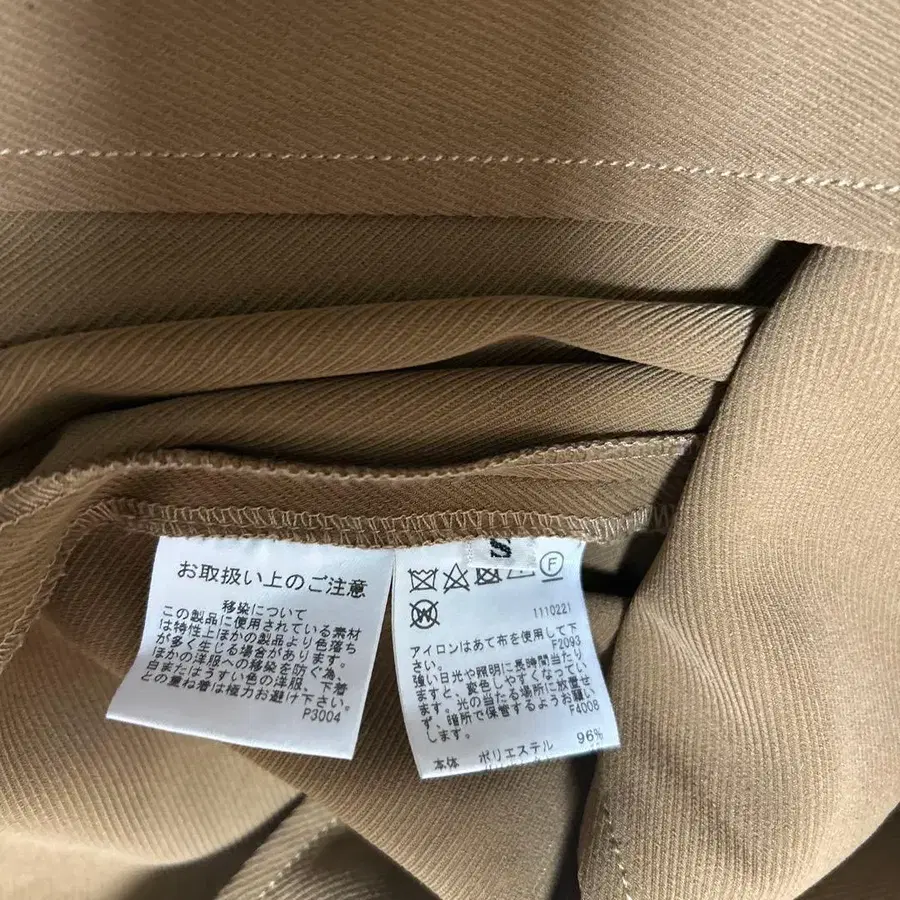 お取扱い上のご注意
移染について
この製品に使用されている素材
は特性上ほかの製品より色落ち
が多く生じる場合があります。
ほかの洋服への移染を防ぐ為、
白またはうすい色の洋服、下着
との重ね着は極力お避け下さい。
P3004
S
F
W
1110221
アイロンはあて布を使用して下
さい。
F2093
強い日光や照明に長時間当たり
ますと、変色しやすくなってい
ます。光の当たる場所に放置せ
ず、暗所で保管するようお願い
します。
F4008
本体 ポリエステル 96%